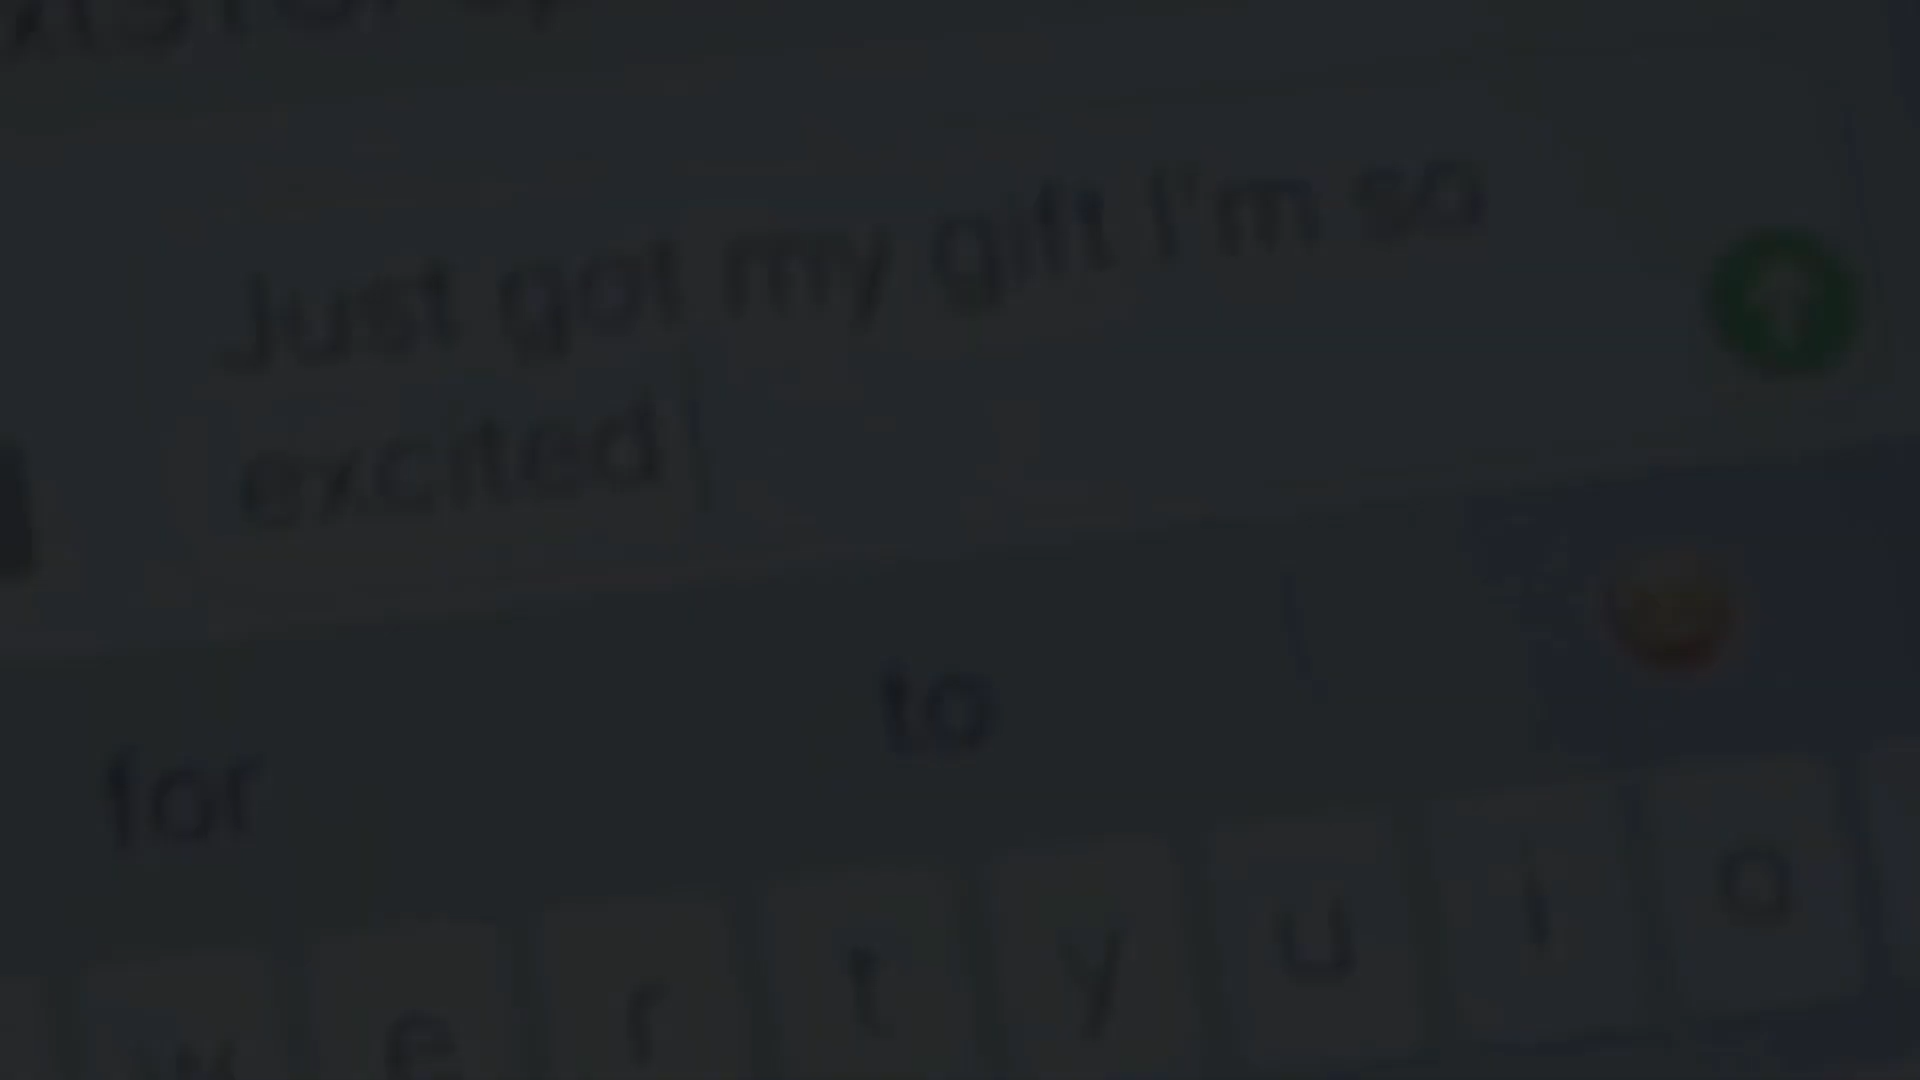 Just got my gift I'm so
excited
for to
w e r t y u i o